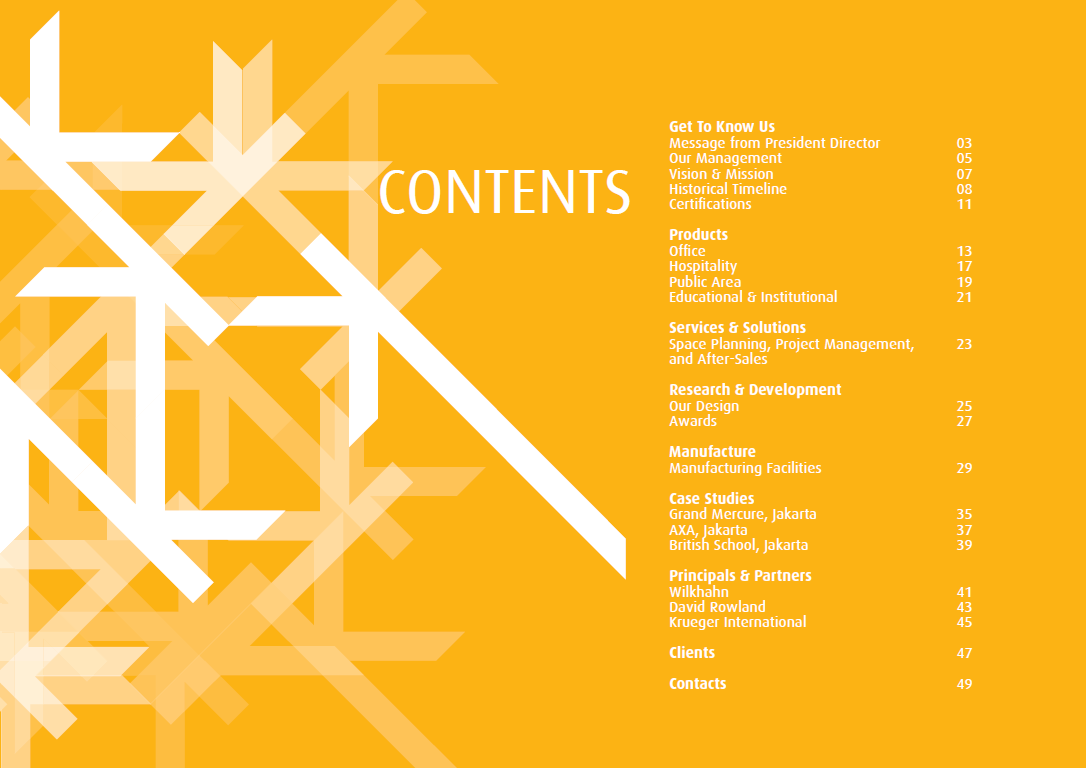 CONTENTS
Get To Know Us
Message from President Director 03
Our Management 05
Vision & Mission 07
Historical Timeline 08
Certifications 11
Products
Office 13
Hospitality 17
Public Area 19
Educational & Institutional 21
Services & Solutions
Space Planning, Project Management, 23
and After-Sales
Research & Development
Our Design 25
Awards 27
Manufacture
Manufacturing Facilities 29
Case Studies
Grand Mercure, Jakarta 35
AXA, Jakarta 37
British School, Jakarta 39
Principals & Partners
Wilkhahn 41
David Rowland 43
Krueger International 45
Clients 47
Contacts 49